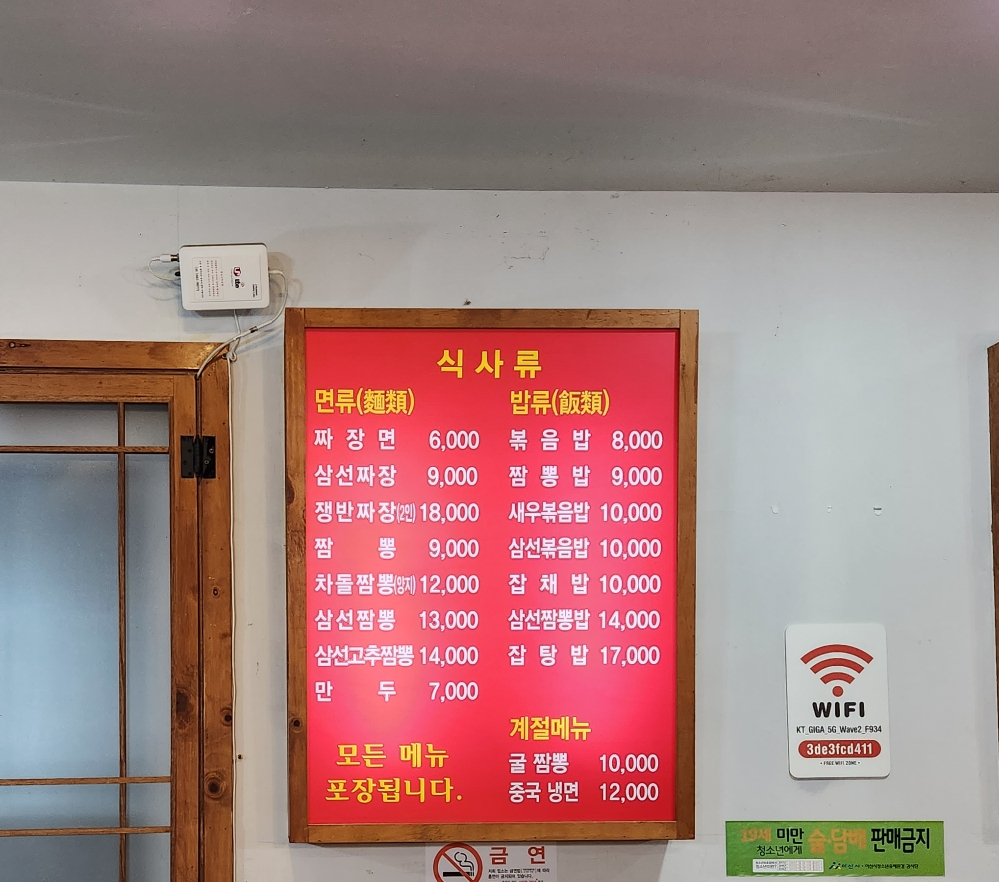 식사류
면류(麵類)
짜장면 6,000
삼선짜장 9,000
쟁반짜장(2인) 18,000
짬뽕 9,000
차돌짬뽕(양지) 12,000
삼선짬뽕 13,000
삼선고추짬뽕 14,000
만두 7,000
모든 메뉴
포장됩니다.
밥류(飯類)
볶음밥 8,000
짬뽕밥 9,000
새우볶음밥 10,000
삼선볶음밥 10,000
잡채밥 10,000
삼선짬뽕밥 14,000
잡탕밥 17,000
계절메뉴
굴짬뽕 10,000
중국 냉면 12,000
WIFI
KT_GIGA_5G_Wave2_F934
3de3fcd411
• FREE WIFI ZONE •
금연
19세 미만
청소년에게
술·담배 판매금지